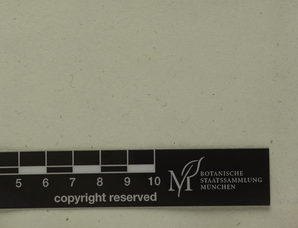 5 6 7 8 9 10
copyright reserved
M
BOTANISCHE
STAATSSAMMLUNG
MÜNCHEN